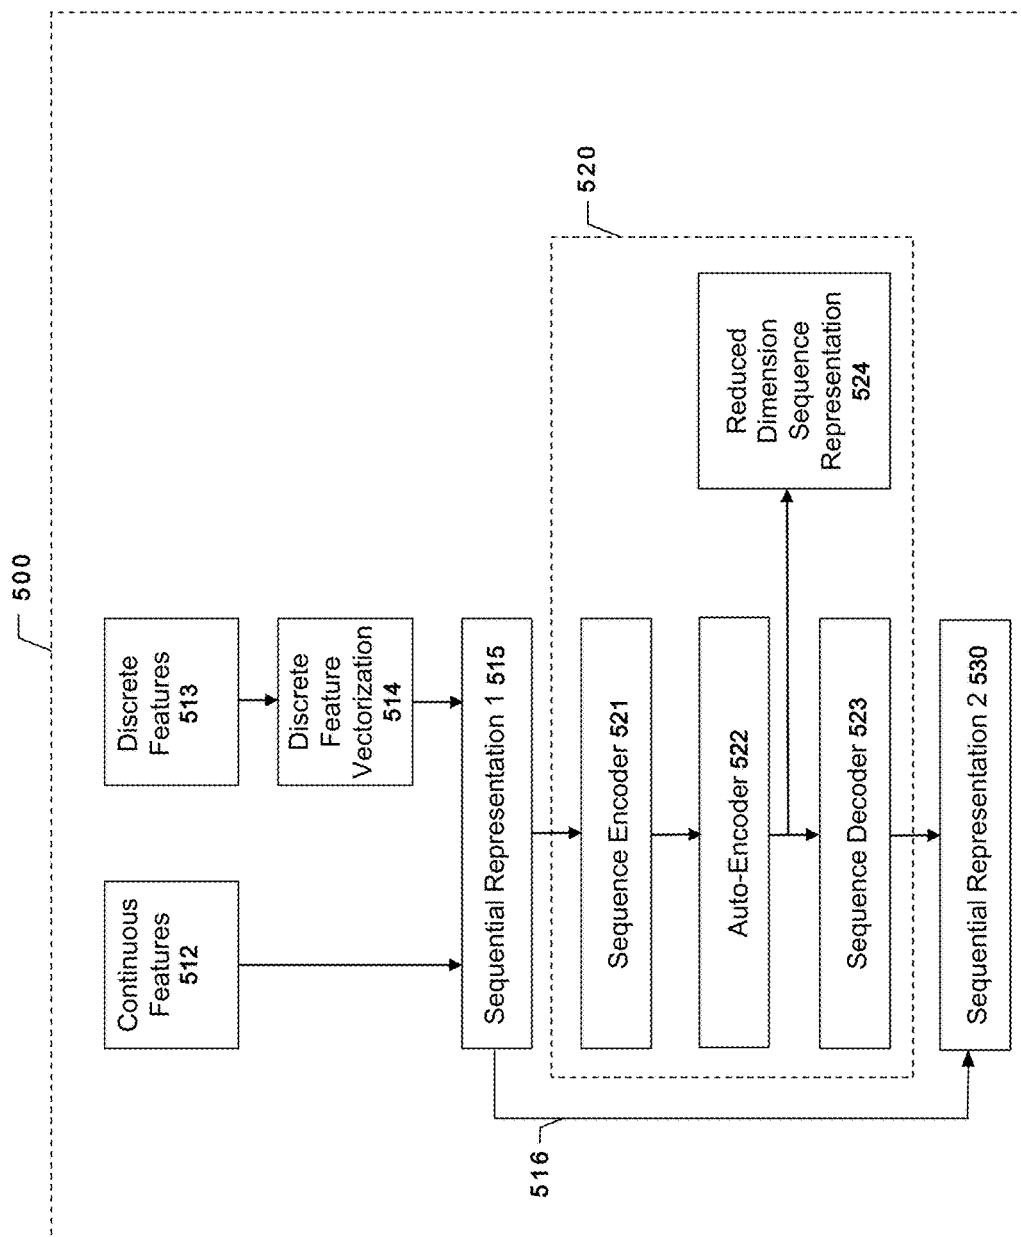 500
Continuous
Features
512
Discrete
Features
513
Discrete
Feature
Vectorization
514
Sequential Representation 1 515
516
520
Sequence Encoder 521
Auto-Encoder 522
Reduced
Dimension
Sequence
Representation
524
Sequence Decoder 523
Sequential Representation 2 530